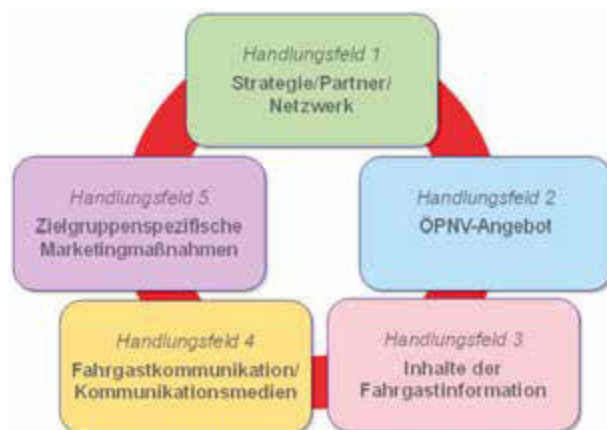 Handlungsfeld 1
Strategie/Partner/
Netzwerk
Handlungsfeld 2
ÖPNV-Angebot
Handlungsfeld 3
Inhalte der
Fahrgastinformation
Handlungsfeld 4
Fahrgastkommunikation/
Kommunikationsmedien
Handlungsfeld 5
Zielgruppenspezifische
Marketingmaßnahmen